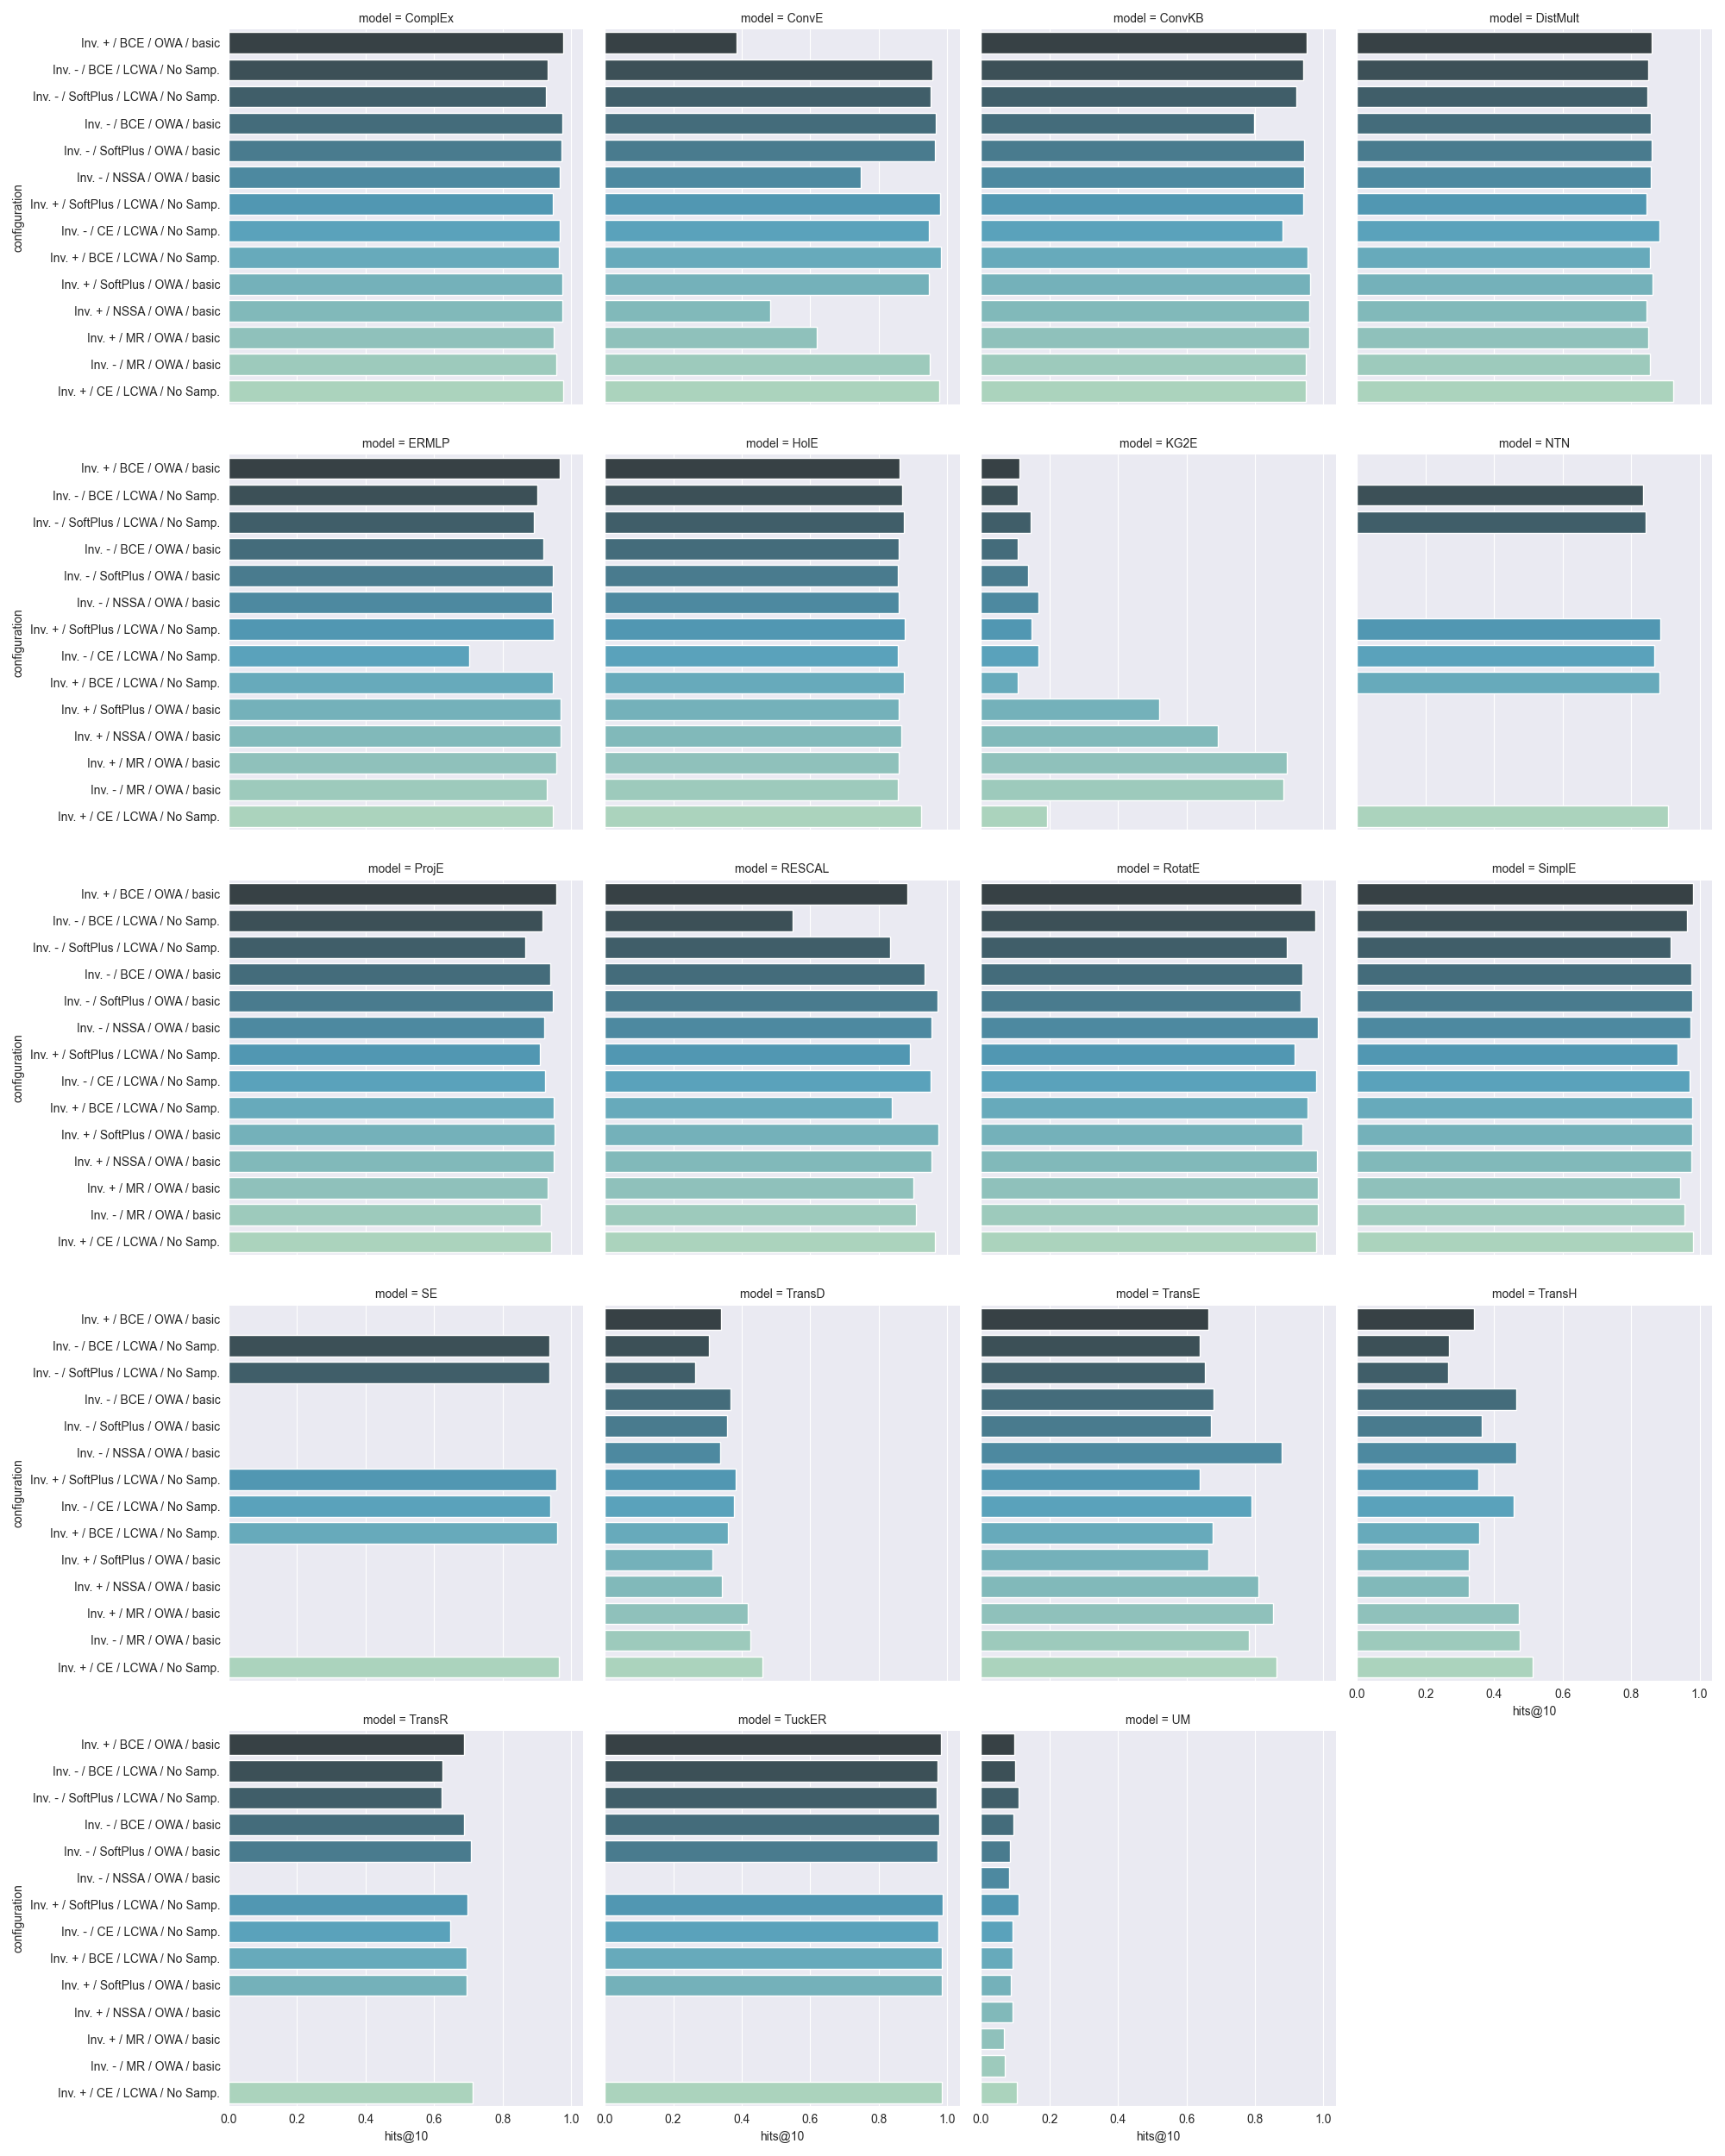 model = ComplEx
model = ConvE
model = ConvKB
model = DistMult
configuration
Inv. + / BCE / OWA / basic
Inv. - / BCE / LCWA / No Samp.
Inv. - / SoftPlus / LCWA / No Samp.
Inv. - / BCE / OWA / basic
Inv. - / SoftPlus / OWA / basic
Inv. - / NSSA / OWA / basic
Inv. + / SoftPlus / LCWA / No Samp.
Inv. - / CE / LCWA / No Samp.
Inv. + / BCE / LCWA / No Samp.
Inv. + / SoftPlus / OWA / basic
Inv. + / NSSA / OWA / basic
Inv. + / MR / OWA / basic
Inv. - / MR / OWA / basic
Inv. + / CE / LCWA / No Samp.
model = ERMLP
model = HolE
model = KG2E
model = NTN
configuration
Inv. + / BCE / OWA / basic
Inv. - / BCE / LCWA / No Samp.
Inv. - / SoftPlus / LCWA / No Samp.
Inv. - / BCE / OWA / basic
Inv. - / SoftPlus / OWA / basic
Inv. - / NSSA / OWA / basic
Inv. + / SoftPlus / LCWA / No Samp.
Inv. - / CE / LCWA / No Samp.
Inv. + / BCE / LCWA / No Samp.
Inv. + / SoftPlus / OWA / basic
Inv. + / NSSA / OWA / basic
Inv. + / MR / OWA / basic
Inv. - / MR / OWA / basic
Inv. + / CE / LCWA / No Samp.
model = ProjE
model = RESCAL
model = RotatE
model = SimplE
configuration
Inv. + / BCE / OWA / basic
Inv. - / BCE / LCWA / No Samp.
Inv. - / SoftPlus / LCWA / No Samp.
Inv. - / BCE / OWA / basic
Inv. - / SoftPlus / OWA / basic
Inv. - / NSSA / OWA / basic
Inv. + / SoftPlus / LCWA / No Samp.
Inv. - / CE / LCWA / No Samp.
Inv. + / BCE / LCWA / No Samp.
Inv. + / SoftPlus / OWA / basic
Inv. + / NSSA / OWA / basic
Inv. + / MR / OWA / basic
Inv. - / MR / OWA / basic
Inv. + / CE / LCWA / No Samp.
model = SE
model = TransD
model = TransE
model = TransH
configuration
Inv. + / BCE / OWA / basic
Inv. - / BCE / LCWA / No Samp.
Inv. - / SoftPlus / LCWA / No Samp.
Inv. - / BCE / OWA / basic
Inv. - / SoftPlus / OWA / basic
Inv. - / NSSA / OWA / basic
Inv. + / SoftPlus / LCWA / No Samp.
Inv. - / CE / LCWA / No Samp.
Inv. + / BCE / LCWA / No Samp.
Inv. + / SoftPlus / OWA / basic
Inv. + / NSSA / OWA / basic
Inv. + / MR / OWA / basic
Inv. - / MR / OWA / basic
Inv. + / CE / LCWA / No Samp.
0.0 0.2 0.4 0.6 0.8 1.0
hits@10
model = TransR
model = TuckER
model = UM
configuration
Inv. + / BCE / OWA / basic
Inv. - / BCE / LCWA / No Samp.
Inv. - / SoftPlus / LCWA / No Samp.
Inv. - / BCE / OWA / basic
Inv. - / SoftPlus / OWA / basic
Inv. - / NSSA / OWA / basic
Inv. + / SoftPlus / LCWA / No Samp.
Inv. - / CE / LCWA / No Samp.
Inv. + / BCE / LCWA / No Samp.
Inv. + / SoftPlus / OWA / basic
Inv. + / NSSA / OWA / basic
Inv. + / MR / OWA / basic
Inv. - / MR / OWA / basic
Inv. + / CE / LCWA / No Samp.
0.0 0.2 0.4 0.6 0.8 1.0
hits@10
0.0 0.2 0.4 0.6 0.8 1.0
hits@10
0.0 0.2 0.4 0.6 0.8 1.0
hits@10